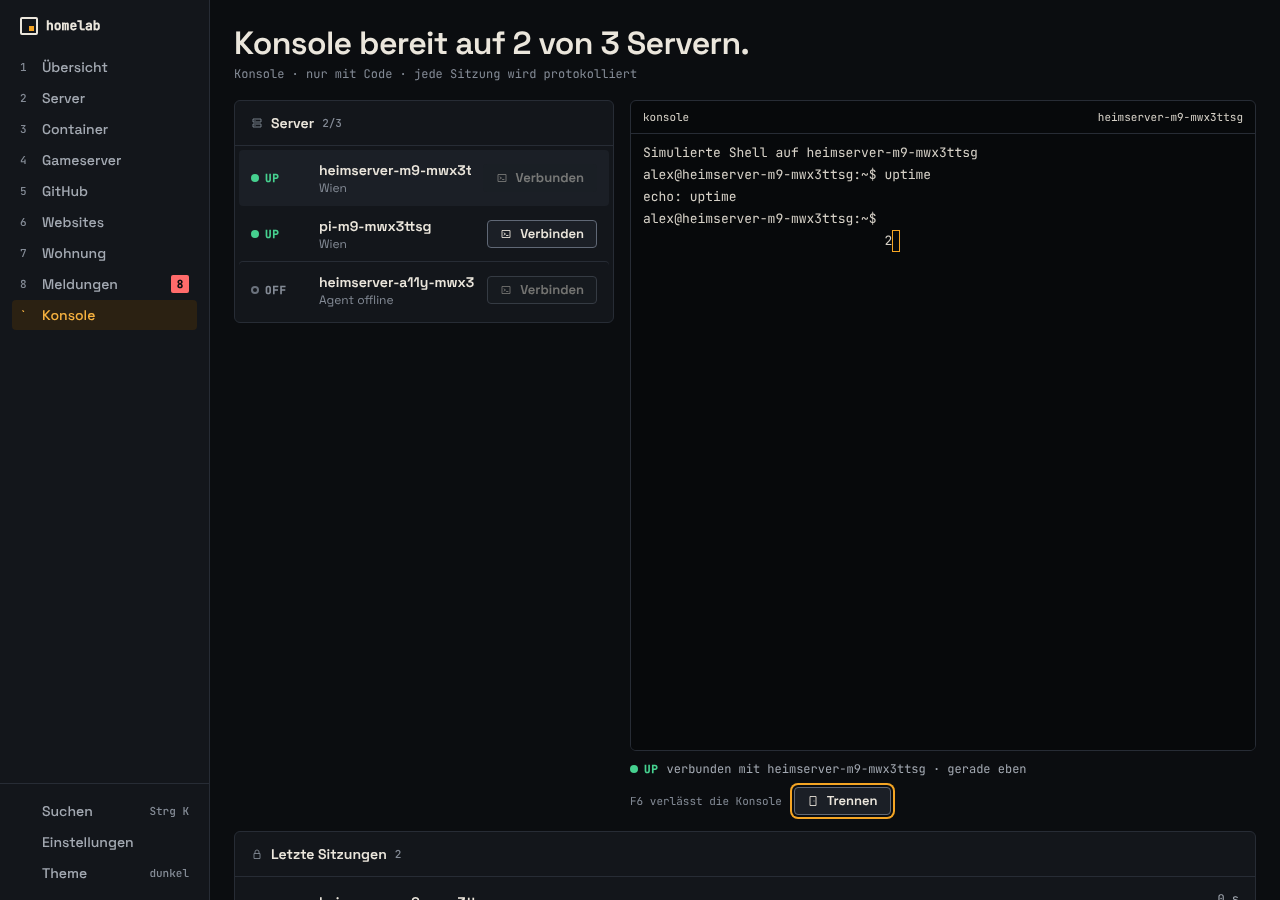 homelab
1 Übersicht
2 Server
3 Container
4 Gameserver
5 GitHub
6 Websites
7 Wohnung
8 Meldungen 8
` Konsole
Suchen Strg K
Einstellungen
Theme dunkel
Konsole bereit auf 2 von 3 Servern.
Konsole · nur mit Code · jede Sitzung wird protokolliert
Server 2/3
UP heimserver-m9-mwx3t Verbunden
Wien
UP pi-m9-mwx3ttsg Verbinden
Wien
OFF heimserver-a11y-mwx3 Verbinden
Agent offline
konsole heimserver-m9-mwx3ttsg
Simulierte Shell auf heimserver-m9-mwx3ttsg
alex@heimserver-m9-mwx3ttsg:~$ uptime
echo: uptime
alex@heimserver-m9-mwx3ttsg:~$
2
UP verbunden mit heimserver-m9-mwx3ttsg · gerade eben
F6 verlässt die Konsole Trennen
Letzte Sitzungen 2